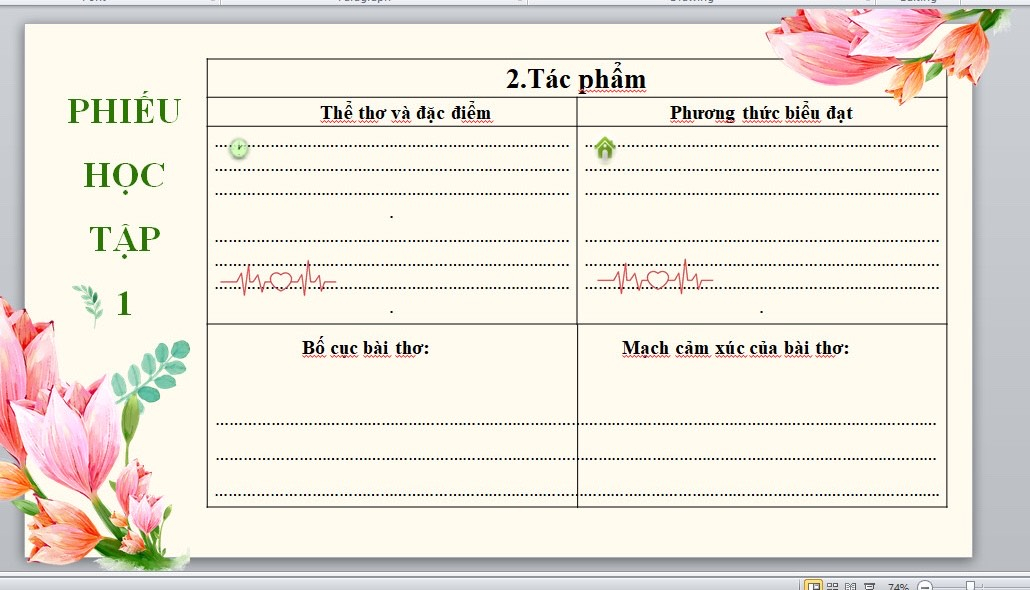 PHIẾU
HỌC
TẬP
1
2.Tác phẩm
Thể thơ và đặc điểm
Phương thức biểu đạt
Bố cục bài thơ:
Mạch cảm xúc của bài thơ:
74%